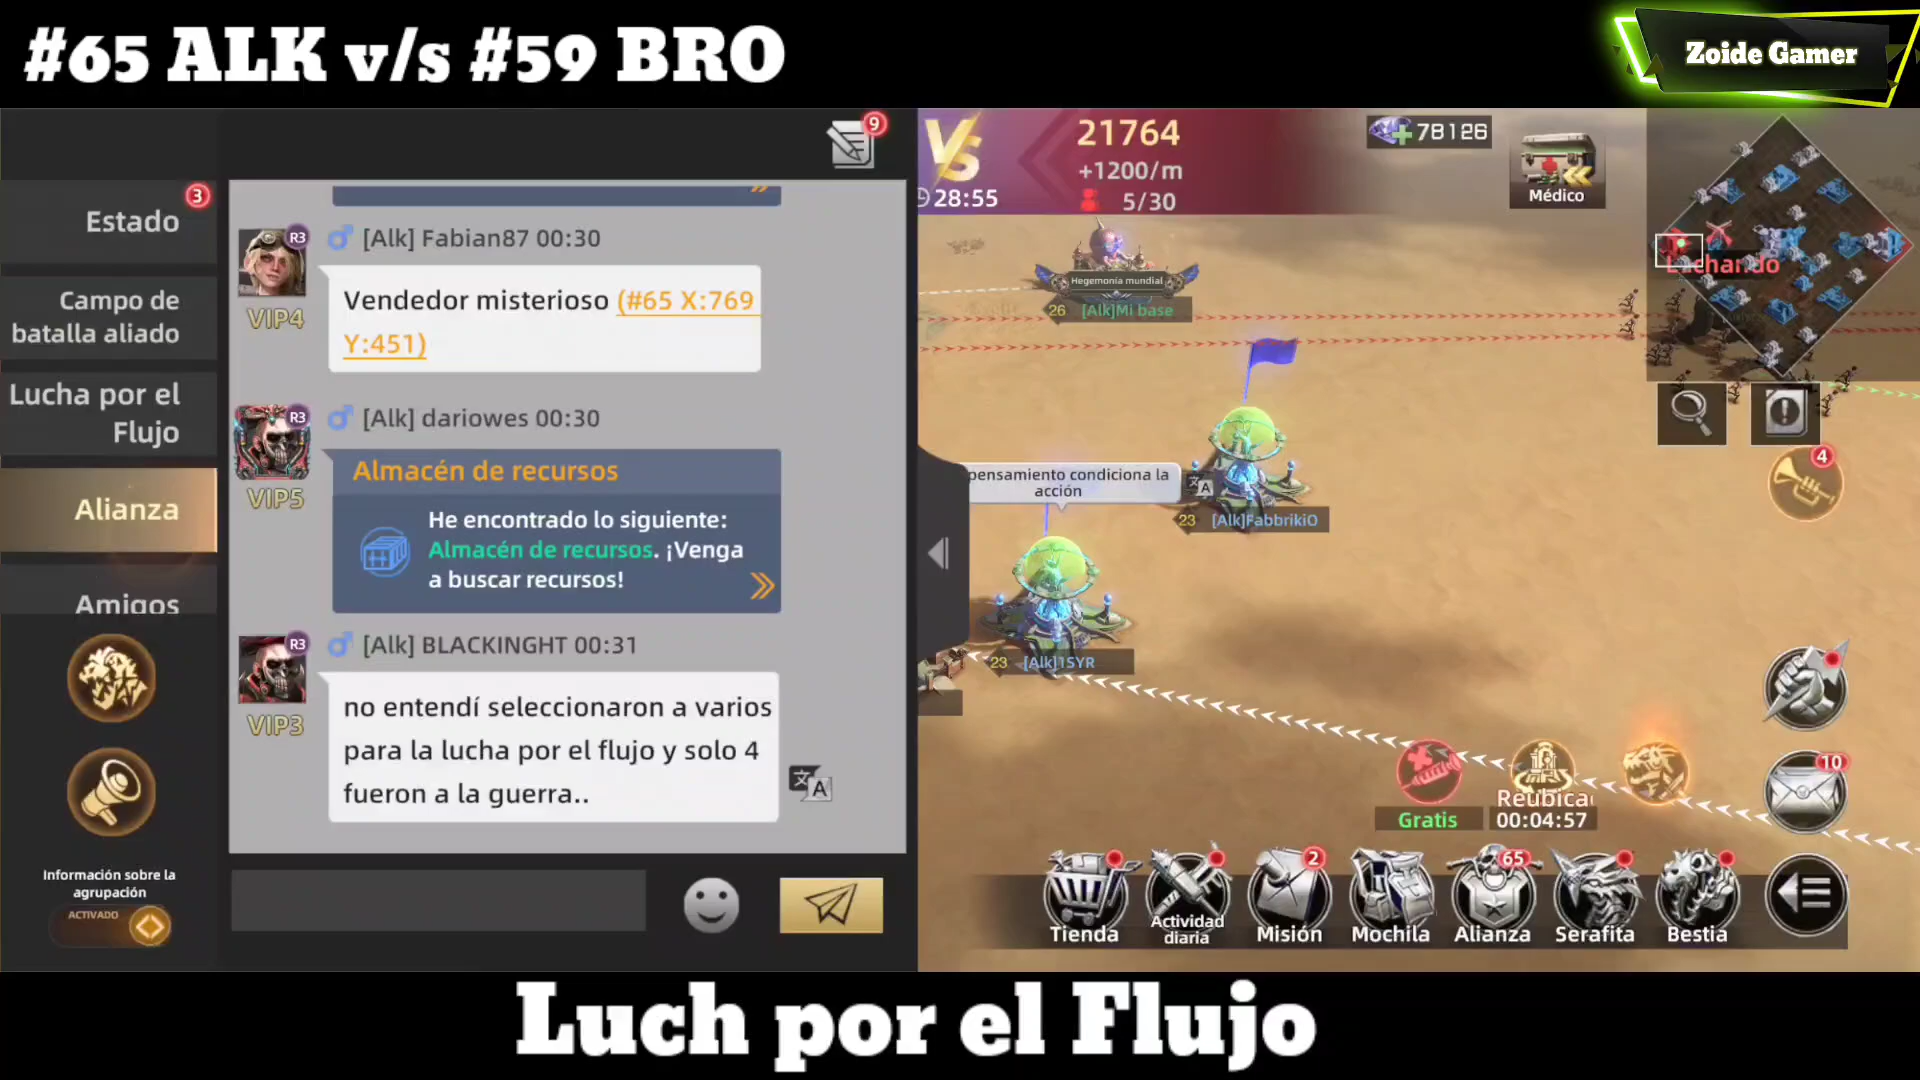 #65 ALK v/s #59 BRO
Zoide Gamer
9
3
Estado
Campo de
batalla aliado
Lucha por el
Flujo
Alianza
Amigos
Información sobre la
agrupación
ACTIVADO
R3
[Alk] Fabian87 00:30
VIP4
Vendedor misterioso (#65 X:769
Y:451)
R3
[Alk] dariowes 00:30
VIP5
Almacén de recursos
He encontrado lo siguiente:
Almacén de recursos. ¡Venga
a buscar recursos!
R3
[Alk] BLACKINGHT 00:31
VIP3
no entendí seleccionaron a varios
para la lucha por el flujo y solo 4
fueron a la guerra..
VS
28:55
21764
+1200/m
5/30
78126
Médico
Luchando
Hegemonía mundial
26 [Alk]Mi base
pensamiento condiciona la
acción
23 [Alk]FabbrikiO
23 [Alk]1SYR
4
10
Gratis
Reubica
00:04:57
Tienda
Actividad
diaria
2
Misión
Mochila
65
Alianza
Serafita
Bestia
Luch por el Flujo